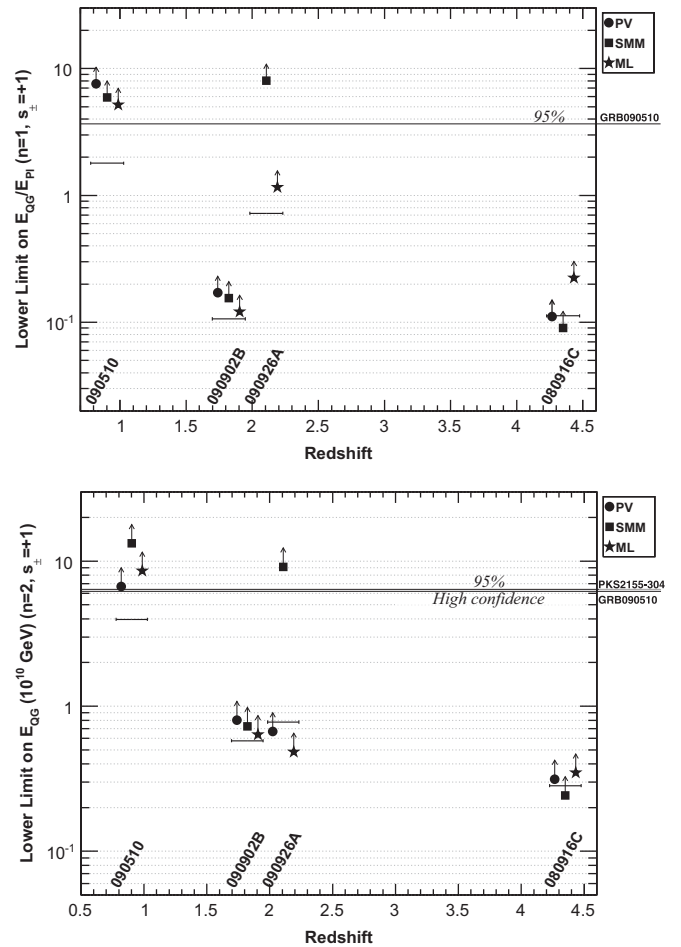 Lower Limit on E_QG/E_Pl (n=1, s_± =+1)
10
1
10^-1
PV
SMM
ML
95%
GRB090510
090510
090902B
090926A
080916C
1 1.5 2 2.5 3 3.5 4 4.5
Redshift
Lower Limit on E_QG (10^10 GeV) (n=2, s_± =+1)
10
1
10^-1
PV
SMM
ML
95%
High confidence
PKS2155-304
GRB090510
090510
090902B
090926A
080916C
0.5 1 1.5 2 2.5 3 3.5 4 4.5
Redshift